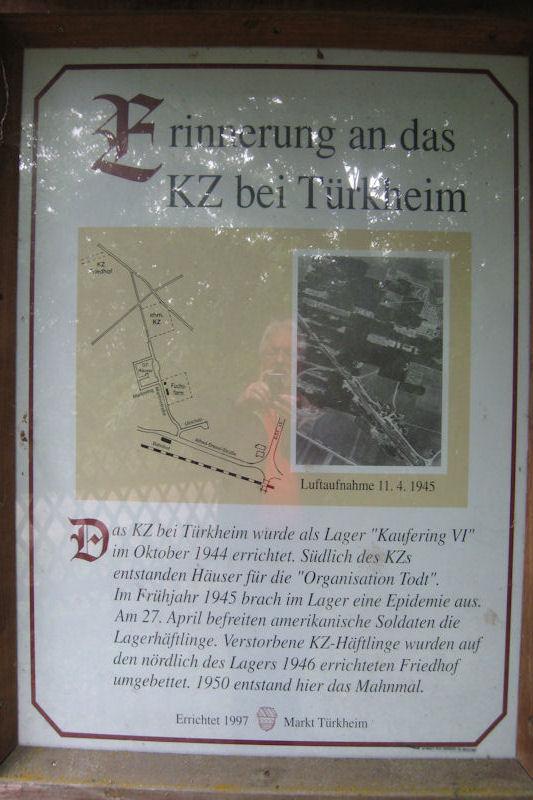 Erinnerung an das
KZ bei Türkheim
KZ
ehm.
KZ
Luftaufnahme 11. 4. 1945
Das KZ bei Türkheim wurde als Lager "Kaufering VI"
im Oktober 1944 errichtet. Südlich des KZs
entstanden Häuser für die "Organisation Todt".
Im Frühjahr 1945 brach im Lager eine Epidemie aus.
Am 27. April befreiten amerikanische Soldaten die
Lagerhäftlinge. Verstorbene KZ-Häftlinge wurden auf
den nördlich des Lagers 1946 errichteten Friedhof
umgebettet. 1950 entstand hier das Mahnmal.
Errichtet 1997 Markt Türkheim